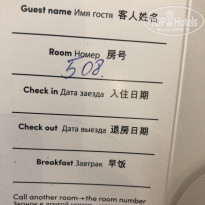 Guest name Имя гостя 客人姓名
Room Номер 房号
508.
Check in Дата заезда 入住日期
Check out Дата выезда 退房日期
Breakfast Завтрак 早饭
Call another room→the room number